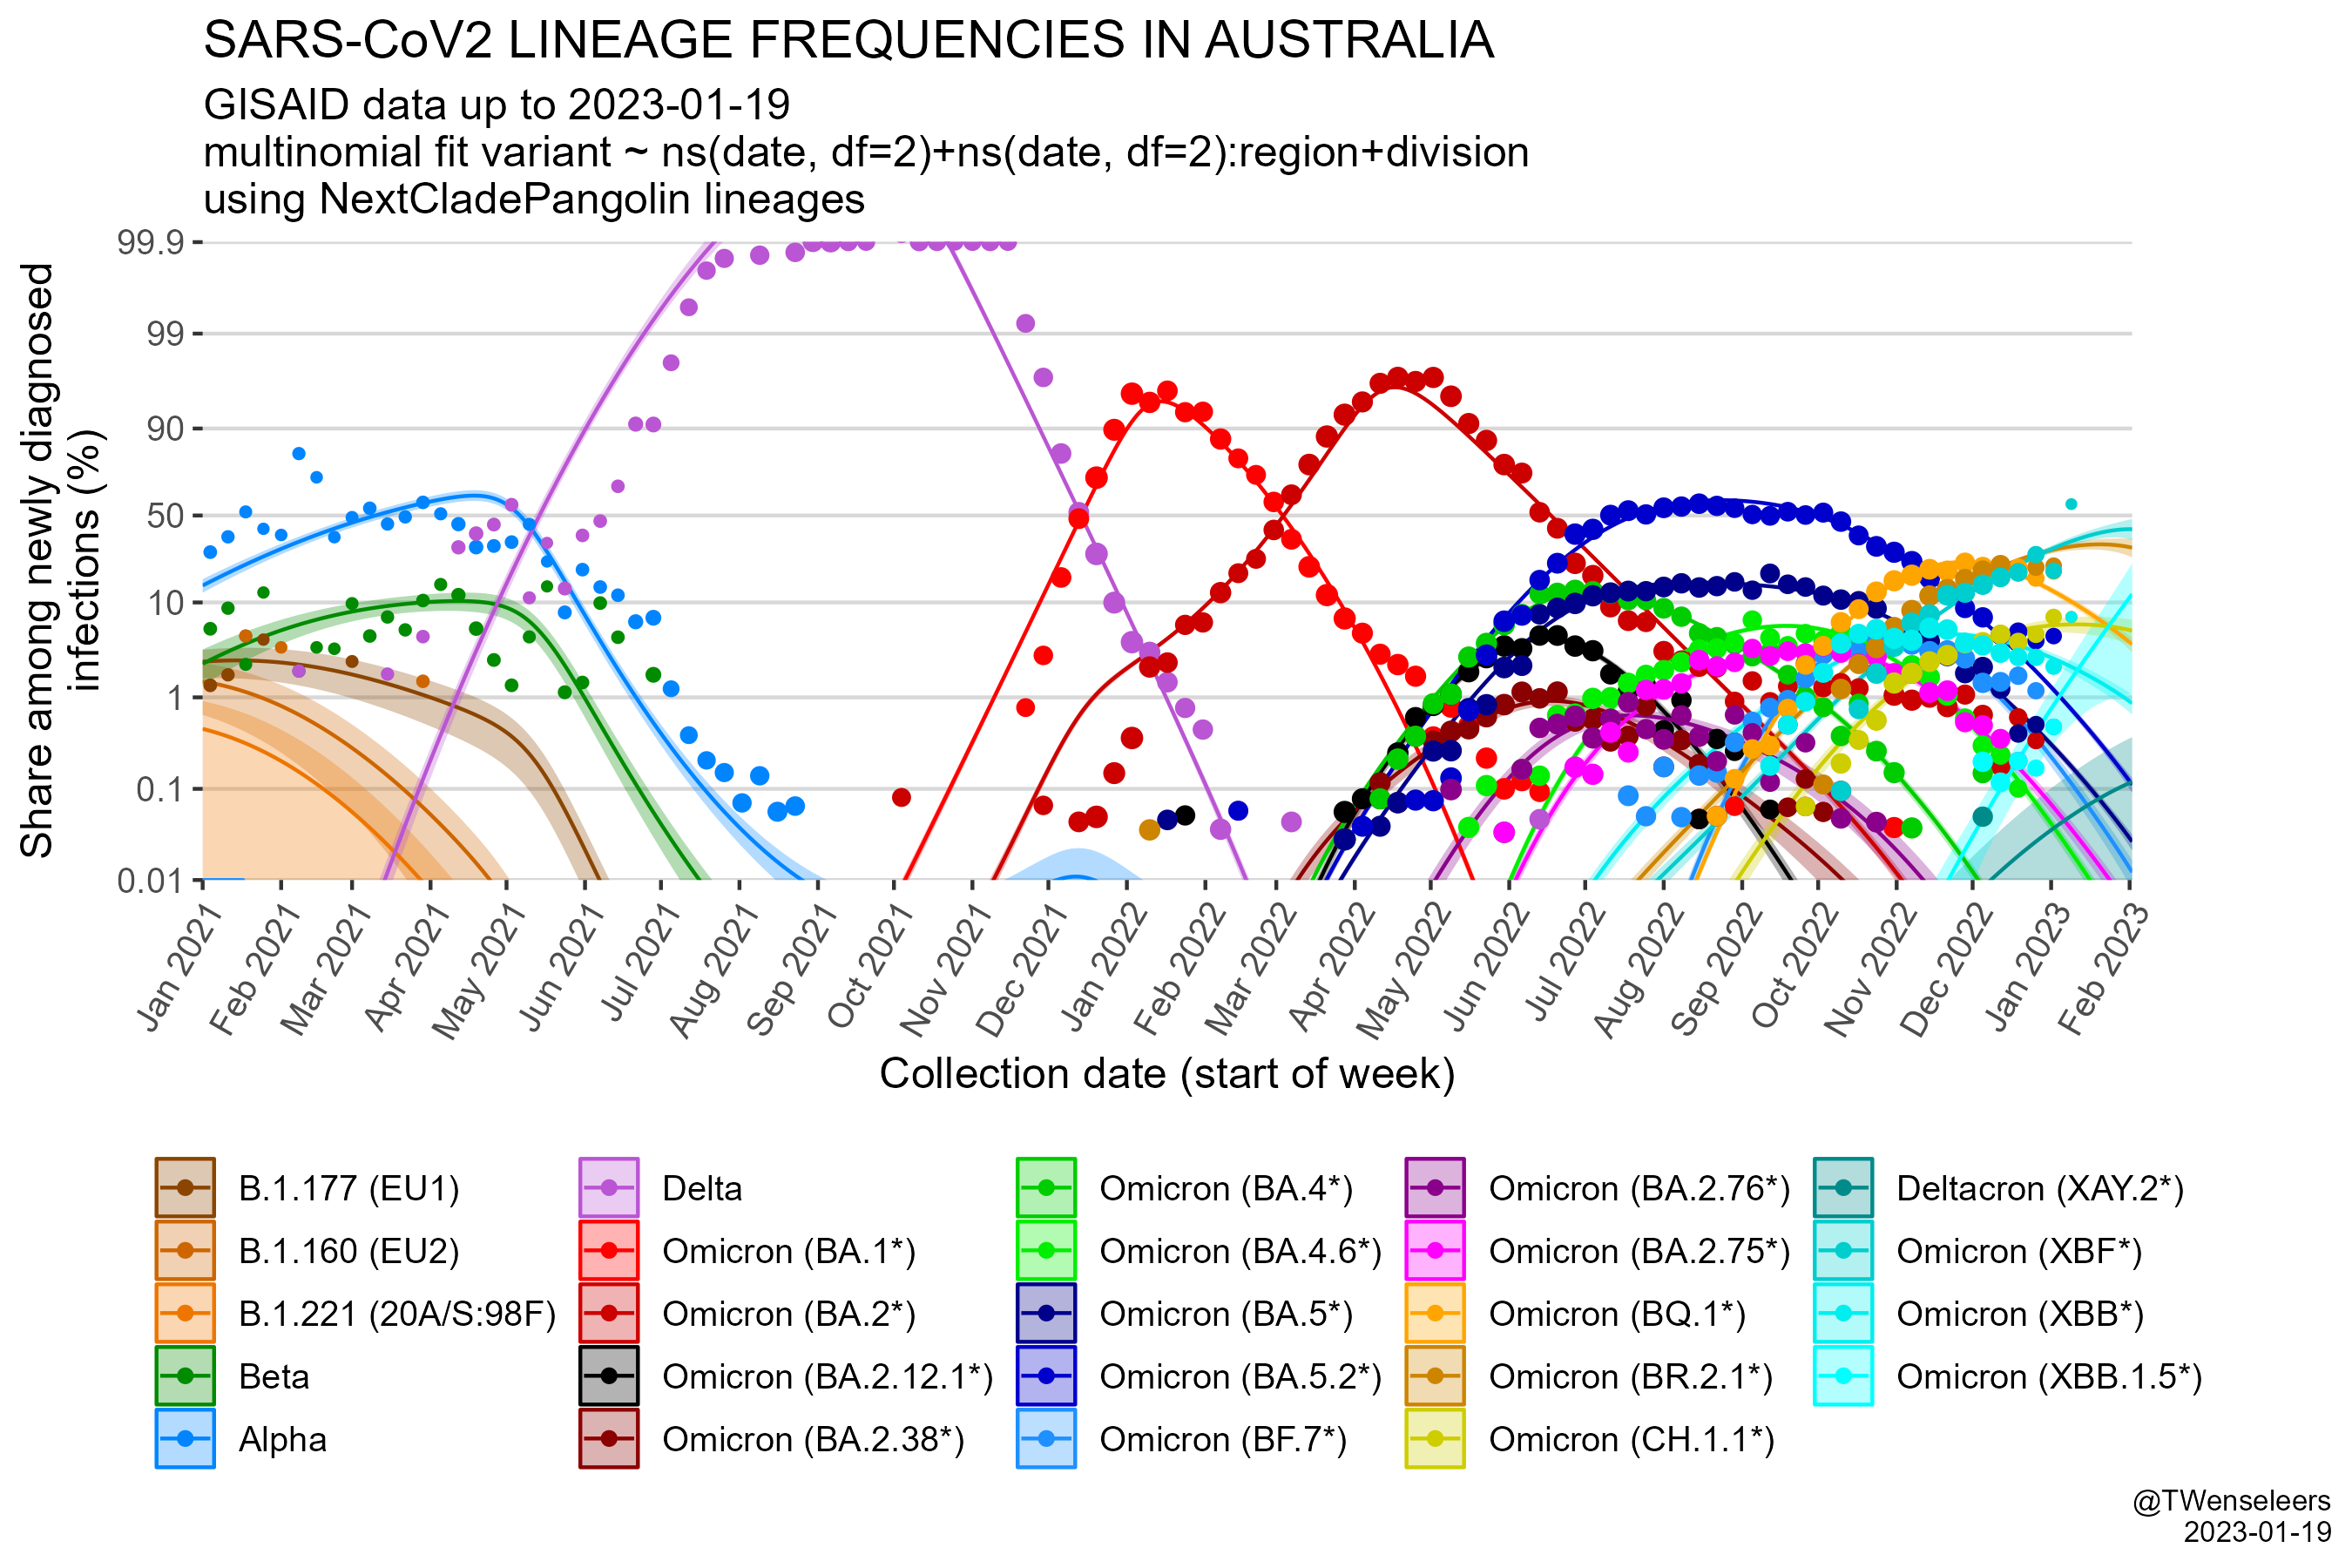 SARS-CoV2 LINEAGE FREQUENCIES IN AUSTRALIA
GISAID data up to 2023-01-19
multinomial fit variant ~ ns(date, df=2)+ns(date, df=2):region+division
using NextCladePangolin lineages
Share among newly diagnosed
infections (%)
99.9
99
90
50
10
1
0.1
0.01
Jan 2021
Feb 2021
Mar 2021
Apr 2021
May 2021
Jun 2021
Jul 2021
Aug 2021
Sep 2021
Oct 2021
Nov 2021
Dec 2021
Jan 2022
Feb 2022
Mar 2022
Apr 2022
May 2022
Jun 2022
Jul 2022
Aug 2022
Sep 2022
Oct 2022
Nov 2022
Dec 2022
Jan 2023
Feb 2023
Collection date (start of week)
B.1.177 (EU1)
B.1.160 (EU2)
B.1.221 (20A/S:98F)
Beta
Alpha
Delta
Omicron (BA.1*)
Omicron (BA.2*)
Omicron (BA.2.12.1*)
Omicron (BA.2.38*)
Omicron (BA.4*)
Omicron (BA.4.6*)
Omicron (BA.5*)
Omicron (BA.5.2*)
Omicron (BF.7*)
Omicron (BA.2.76*)
Omicron (BA.2.75*)
Omicron (BQ.1*)
Omicron (BR.2.1*)
Omicron (CH.1.1*)
Deltacron (XAY.2*)
Omicron (XBF*)
Omicron (XBB*)
Omicron (XBB.1.5*)
@TWenseleers
2023-01-19